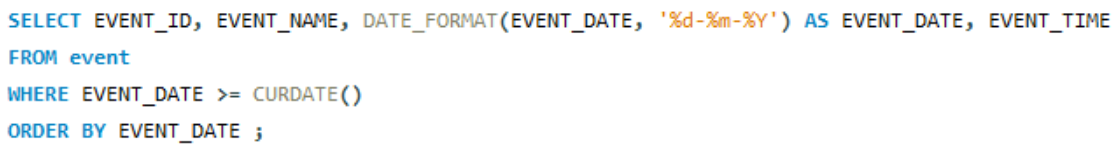 SELECT EVENT_ID, EVENT_NAME, DATE_FORMAT(EVENT_DATE, '%d-%m-%Y') AS EVENT_DATE, EVENT_TIME
FROM event
WHERE EVENT_DATE >= CURDATE()
ORDER BY EVENT_DATE ;